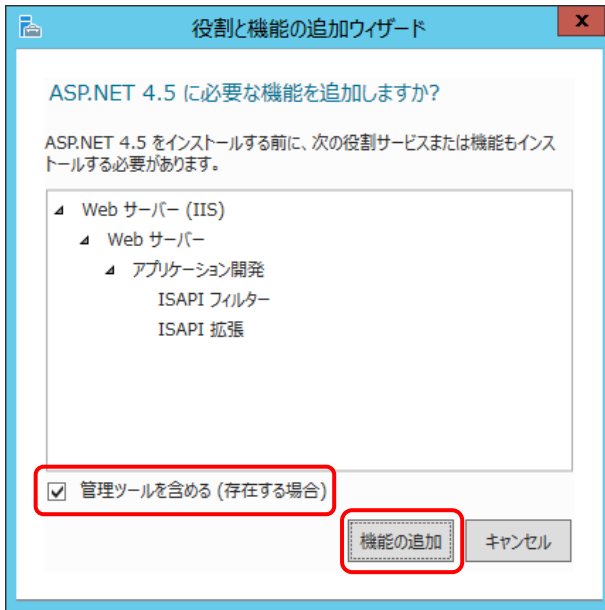 役割と機能の追加ウィザード
x
ASP.NET 4.5 に必要な機能を追加しますか?
ASP.NET 4.5 をインストールする前に、次の役割サービスまたは機能もインス
トールする必要があります。
Web サーバー (IIS)
Web サーバー
アプリケーション開発
ISAPI フィルター
ISAPI 拡張
管理ツールを含める (存在する場合)
機能の追加
キャンセル